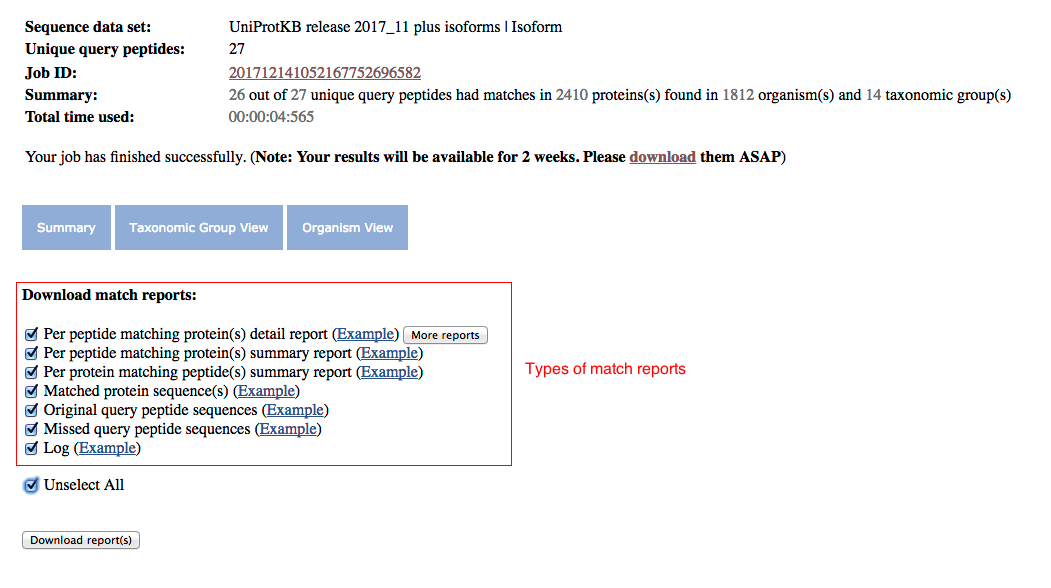 Sequence data set: UniProtKB release 2017_11 plus isoforms | Isoform
Unique query peptides: 27
Job ID: 201712141052167752696582
Summary: 26 out of 27 unique query peptides had matches in 2410 proteins(s) found in 1812 organism(s) and 14 taxonomic group(s)
Total time used: 00:00:04:565
Your job has finished successfully. (Note: Your results will be available for 2 weeks. Please download them ASAP)
Summary Taxonomic Group View Organism View
Download match reports:
Per peptide matching protein(s) detail report (Example) More reports
Per peptide matching protein(s) summary report (Example)
Per protein matching peptide(s) summary report (Example)
Types of match reports
Matched protein sequence(s) (Example)
Original query peptide sequences (Example)
Missed query peptide sequences (Example)
Log (Example)
Unselect All
Download report(s)